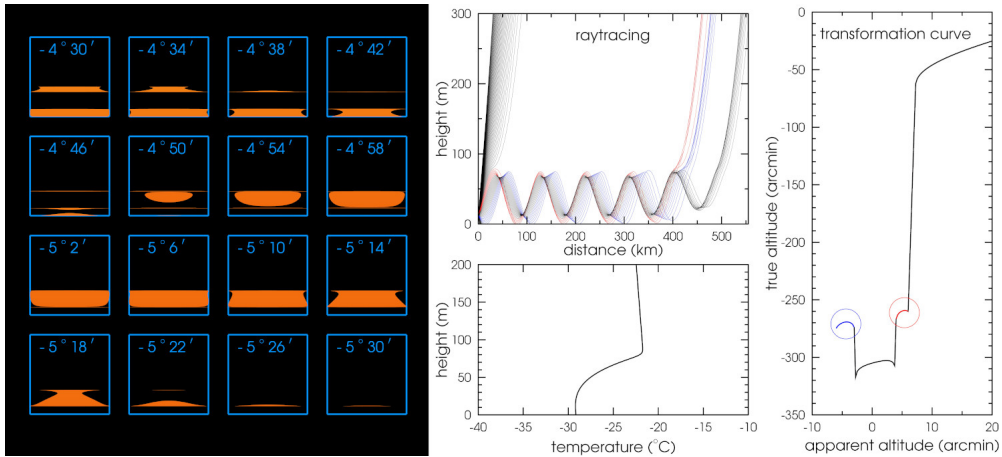 - 4° 30′ - 4° 34′ - 4° 38′ - 4° 42′
- 4° 46′ - 4° 50′ - 4° 54′ - 4° 58′
- 5° 2′ - 5° 6′ - 5° 10′ - 5° 14′
- 5° 18′ - 5° 22′ - 5° 26′ - 5° 30′
raytracing
height (m)
300
200
100
0
0 100 200 300 400 500
distance (km)
height (m)
200
150
100
50
0
-40 -35 -30 -25 -20 -15 -10
temperature (°C)
transformation curve
true altitude (arcmin)
0
-50
-100
-150
-200
-250
-300
-350
-10 0 10 20
apparent altitude (arcmin)